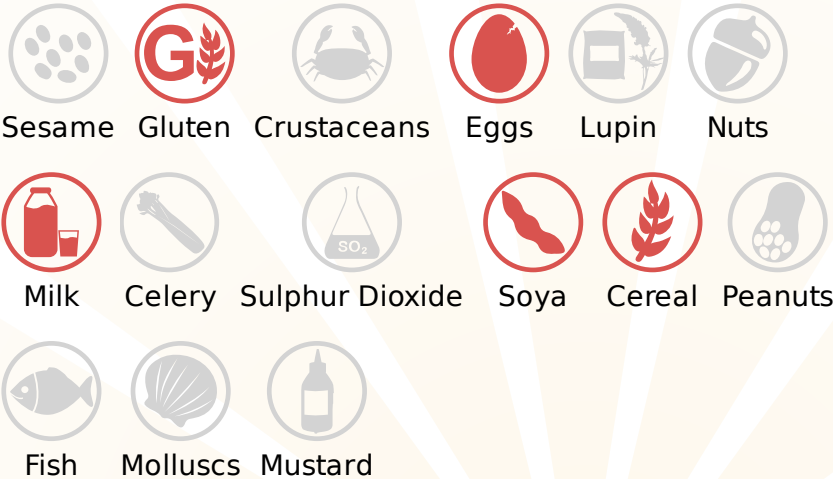 G
Sesame Gluten Crustaceans Eggs Lupin Nuts
SO₂
Milk Celery Sulphur Dioxide Soya Cereal Peanuts
Fish Molluscs Mustard